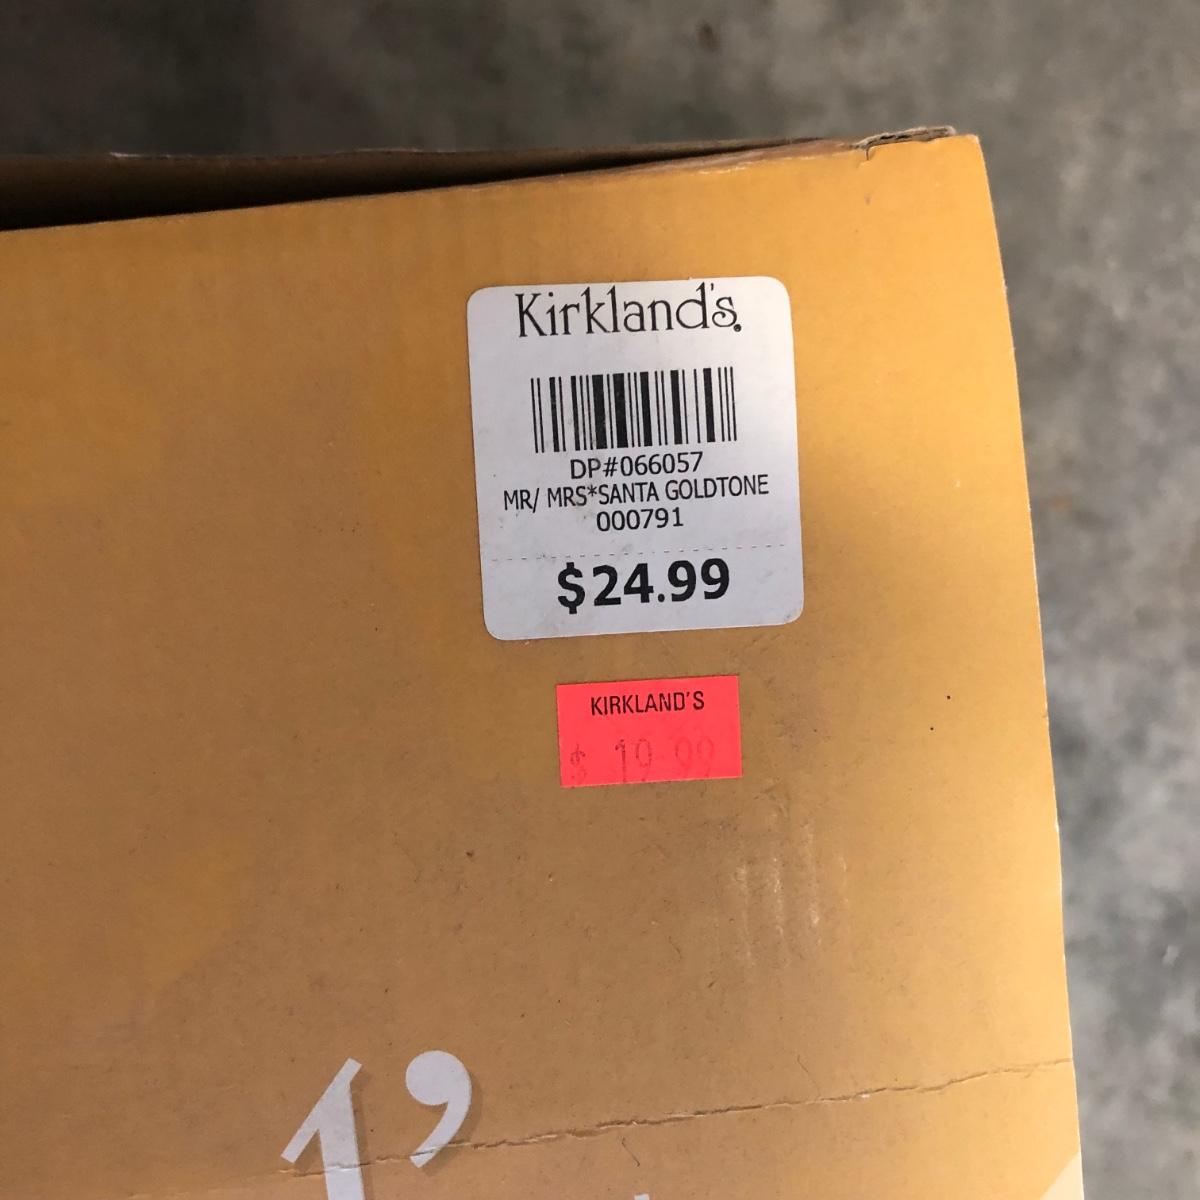 Kirkland's.
DP#066057
MR/ MRS*SANTA GOLDTONE
000791
$24.99
KIRKLAND'S
$ 19.99